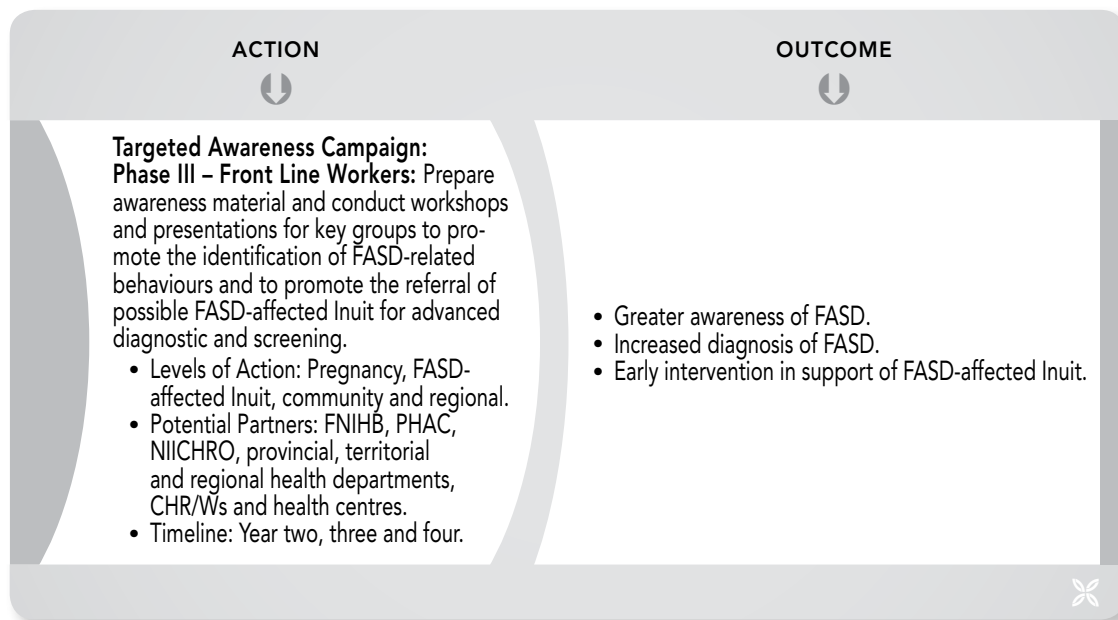 ACTION
OUTCOME
Targeted Awareness Campaign:
Phase III – Front Line Workers: Prepare
awareness material and conduct workshops
and presentations for key groups to pro-
mote the identification of FASD-related
behaviours and to promote the referral of
possible FASD-affected Inuit for advanced
diagnostic and screening.
• Levels of Action: Pregnancy, FASD-
affected Inuit, community and regional.
• Potential Partners: FNIHB, PHAC,
NIICHRO, provincial, territorial
and regional health departments,
CHR/Ws and health centres.
• Timeline: Year two, three and four.
• Greater awareness of FASD.
• Increased diagnosis of FASD.
• Early intervention in support of FASD-affected Inuit.